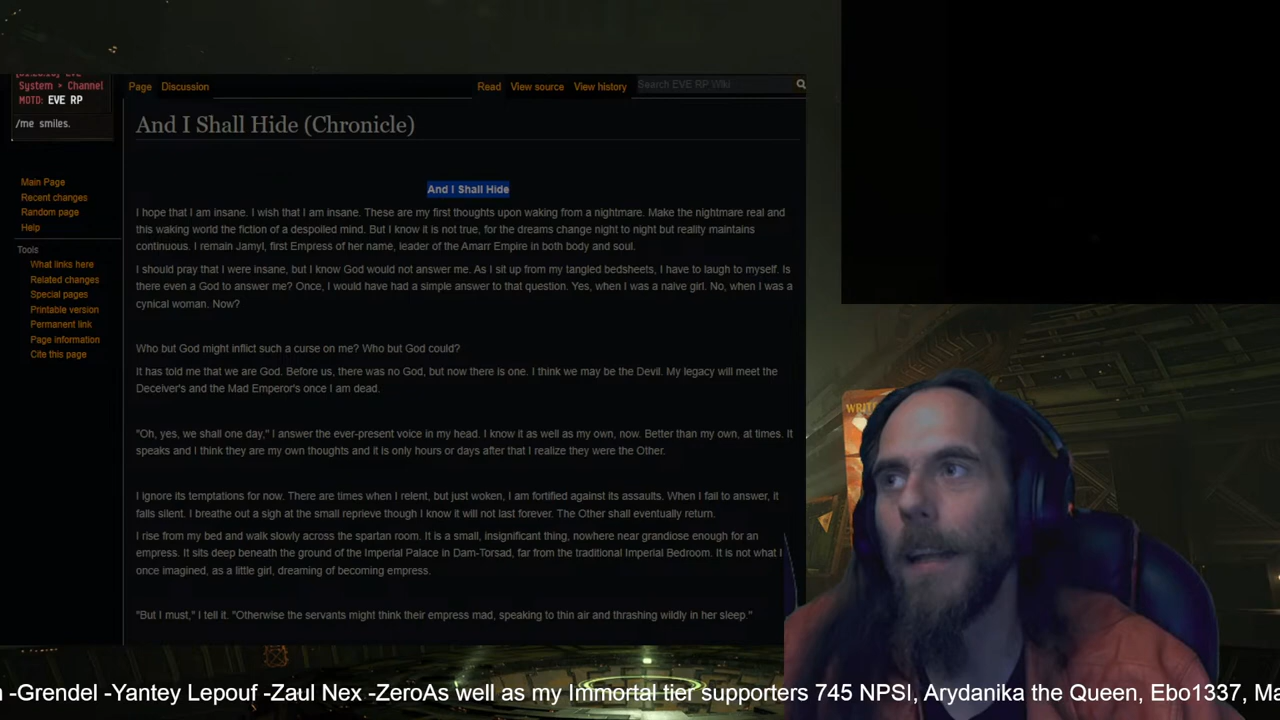 System > Channel
MOTD: EVE RP
/me smiles.
Page Discussion Read View source View history Search EVE RP Wiki
And I Shall Hide (Chronicle)
And I Shall Hide
Main Page
Recent changes
Random page
Help
Tools
What links here
Related changes
Special pages
Printable version
Permanent link
Page information
Cite this page
I hope that I am insane. I wish that I am insane. These are my first thoughts upon waking from a nightmare. Make the nightmare real and
this waking world the fiction of a despoiled mind. But I know it is not true, for the dreams change night to night but reality maintains
continuous. I remain Jamyl, first Empress of her name, leader of the Amarr Empire in both body and soul.
I should pray that I were insane, but I know God would not answer me. As I sit up from my tangled bedsheets, I have to laugh to myself. Is
there even a God to answer me? Once, I would have had a simple answer to that question. Yes, when I was a naive girl. No, when I was a
cynical woman. Now?
Who but God might inflict such a curse on me? Who but God could?
It has told me that we are God. Before us, there was no God, but now there is one. I think we may be the Devil. My legacy will meet the
Deceiver's and the Mad Emperor's once I am dead.
"Oh, yes, we shall one day," I answer the ever-present voice in my head. I know it as well as my own, now. Better than my own, at times. It
speaks and I think they are my own thoughts and it is only hours or days after that I realize they were the Other.
I ignore its temptations for now. There are times when I relent, but just woken, I am fortified against its assaults. When I fail to answer, it
falls silent. I breathe out a sigh at the small reprieve though I know it will not last forever. The Other shall eventually return.
I rise from my bed and walk slowly across the spartan room. It is a small, insignificant thing, nowhere near grandiose enough for an
empress. It sits deep beneath the ground of the Imperial Palace in Dam-Torsad, far from the traditional Imperial Bedroom. It is not what I
once imagined, as a little girl, dreaming of becoming empress.
"But I must," I tell it. "Otherwise the servants might think their empress mad, speaking to thin air and thrashing wildly in her sleep."
WRITE
-Grendel -Yantey Lepouf -Zaul Nex -ZeroAs well as my Immortal tier supporters 745 NPSI, Arydanika the Queen, Ebo1337, Ma